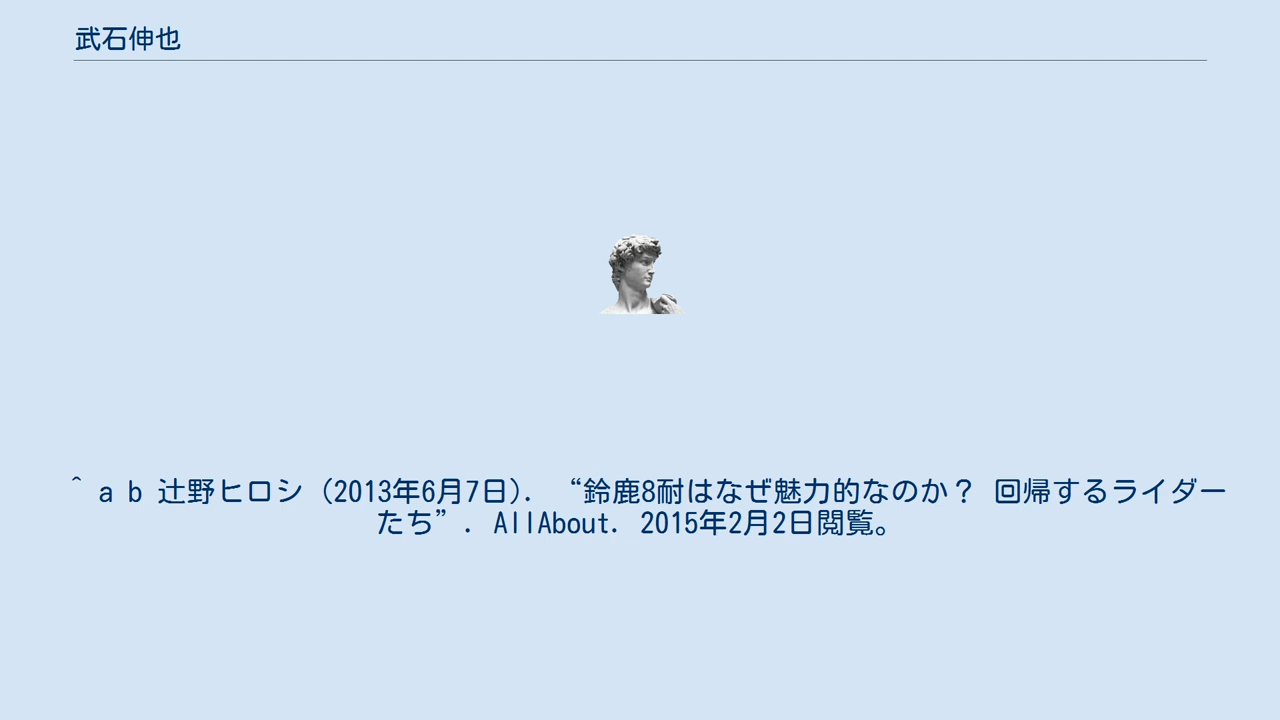 武石伸也
^ a b 辻野ヒロシ (2013年6月7日). “鈴鹿8耐はなぜ魅力的なのか? 回帰するライダー
たち”. AllAbout. 2015年2月2日閲覧。